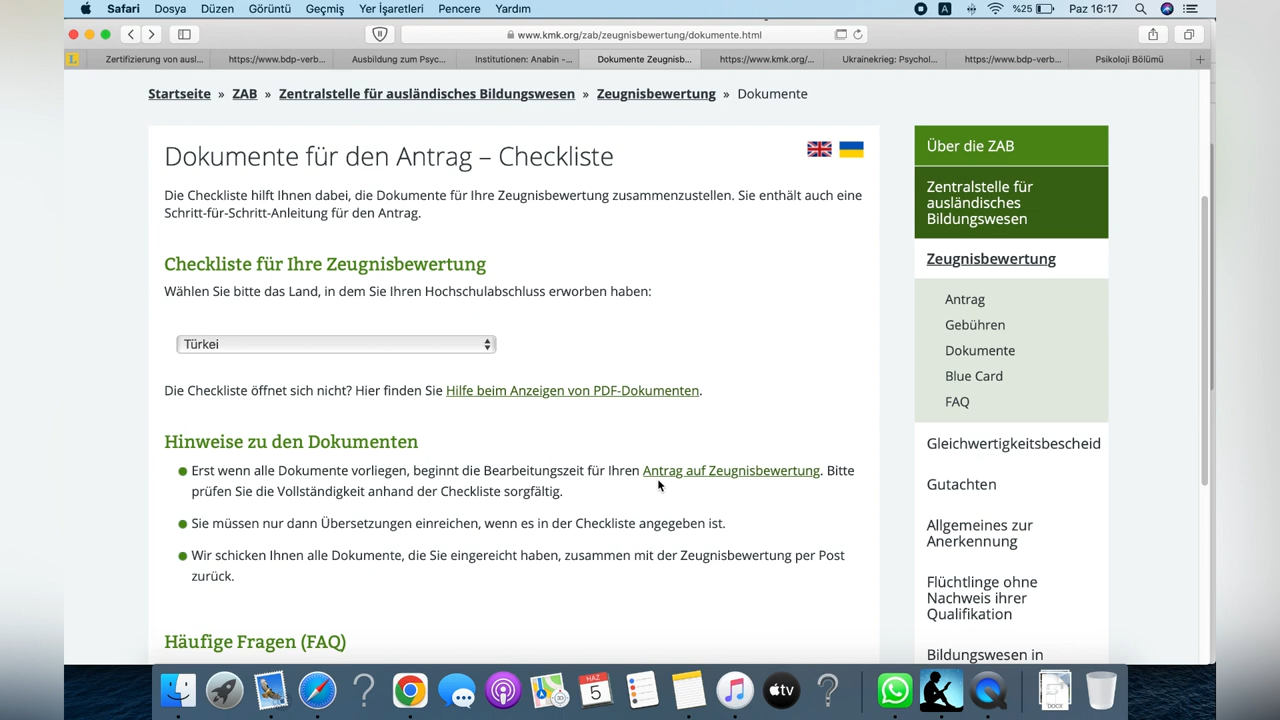 Safari Dosya Düzen Görüntü Geçmiş Yer İşaretleri Pencere Yardım %25 Paz 16:17
www.kmk.org/zab/zeugnisbewertung/dokumente.html
Zertifizierung von ausl... https://www.bdp-verb... Ausbildung zum Psyc... Institutionen: Anabin -... Dokumente Zeugnisb... https://www.kmk.org/... Ukrainekrieg: Psychol... https://www.bdp-verb... Psikoloji Bölümü
Startseite » ZAB » Zentralstelle für ausländisches Bildungswesen » Zeugnisbewertung » Dokumente
Dokumente für den Antrag – Checkliste
Die Checkliste hilft Ihnen dabei, die Dokumente für Ihre Zeugnisbewertung zusammenzustellen. Sie enthält auch eine
Schritt-für-Schritt-Anleitung für den Antrag.
Checkliste für Ihre Zeugnisbewertung
Wählen Sie bitte das Land, in dem Sie Ihren Hochschulabschluss erworben haben:
Türkei
Die Checkliste öffnet sich nicht? Hier finden Sie Hilfe beim Anzeigen von PDF-Dokumenten.
Hinweise zu den Dokumenten
Erst wenn alle Dokumente vorliegen, beginnt die Bearbeitungszeit für Ihren Antrag auf Zeugnisbewertung. Bitte
prüfen Sie die Vollständigkeit anhand der Checkliste sorgfältig.
Sie müssen nur dann Übersetzungen einreichen, wenn es in der Checkliste angegeben ist.
Wir schicken Ihnen alle Dokumente, die Sie eingereicht haben, zusammen mit der Zeugnisbewertung per Post
zurück.
Häufige Fragen (FAQ)
Über die ZAB
Zentralstelle für
ausländisches
Bildungswesen
Zeugnisbewertung
Antrag
Gebühren
Dokumente
Blue Card
FAQ
Gleichwertigkeitsbescheid
Gutachten
Allgemeines zur
Anerkennung
Flüchtlinge ohne
Nachweis ihrer
Qualifikation
Bildungswesen in
HAZ
5
tv
DOCX